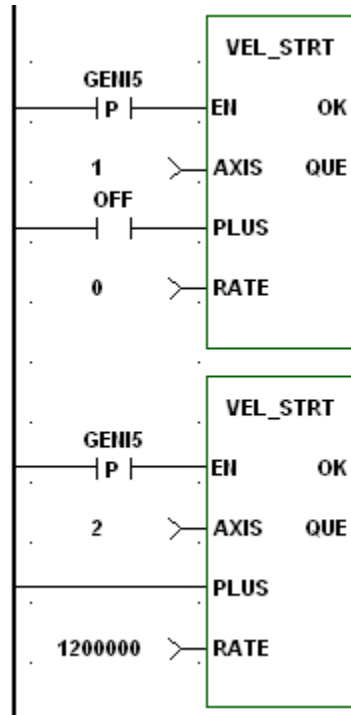 VEL_STRT
GENI5
P EN OK
1 AXIS QUE
OFF
PLUS
0 RATE
VEL_STRT
GENI5
P EN OK
2 AXIS QUE
PLUS
1200000 RATE